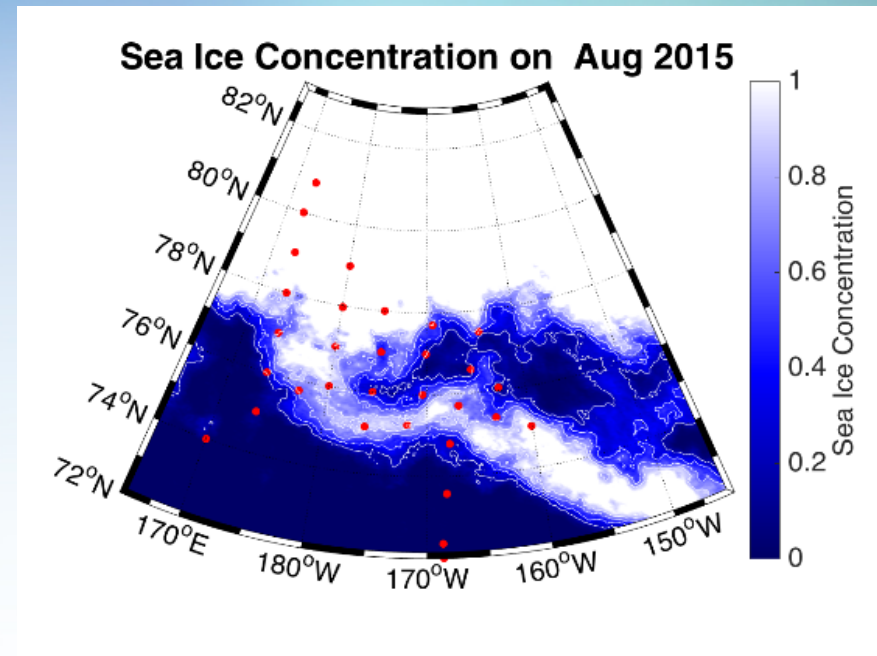 Sea Ice Concentration on Aug 2015
82°N
80°N
78°N
76°N
74°N
72°N
170°E
180°W
170°W
160°W
150°W
1
0.8
0.6
0.4
0.2
0
Sea Ice Concentration